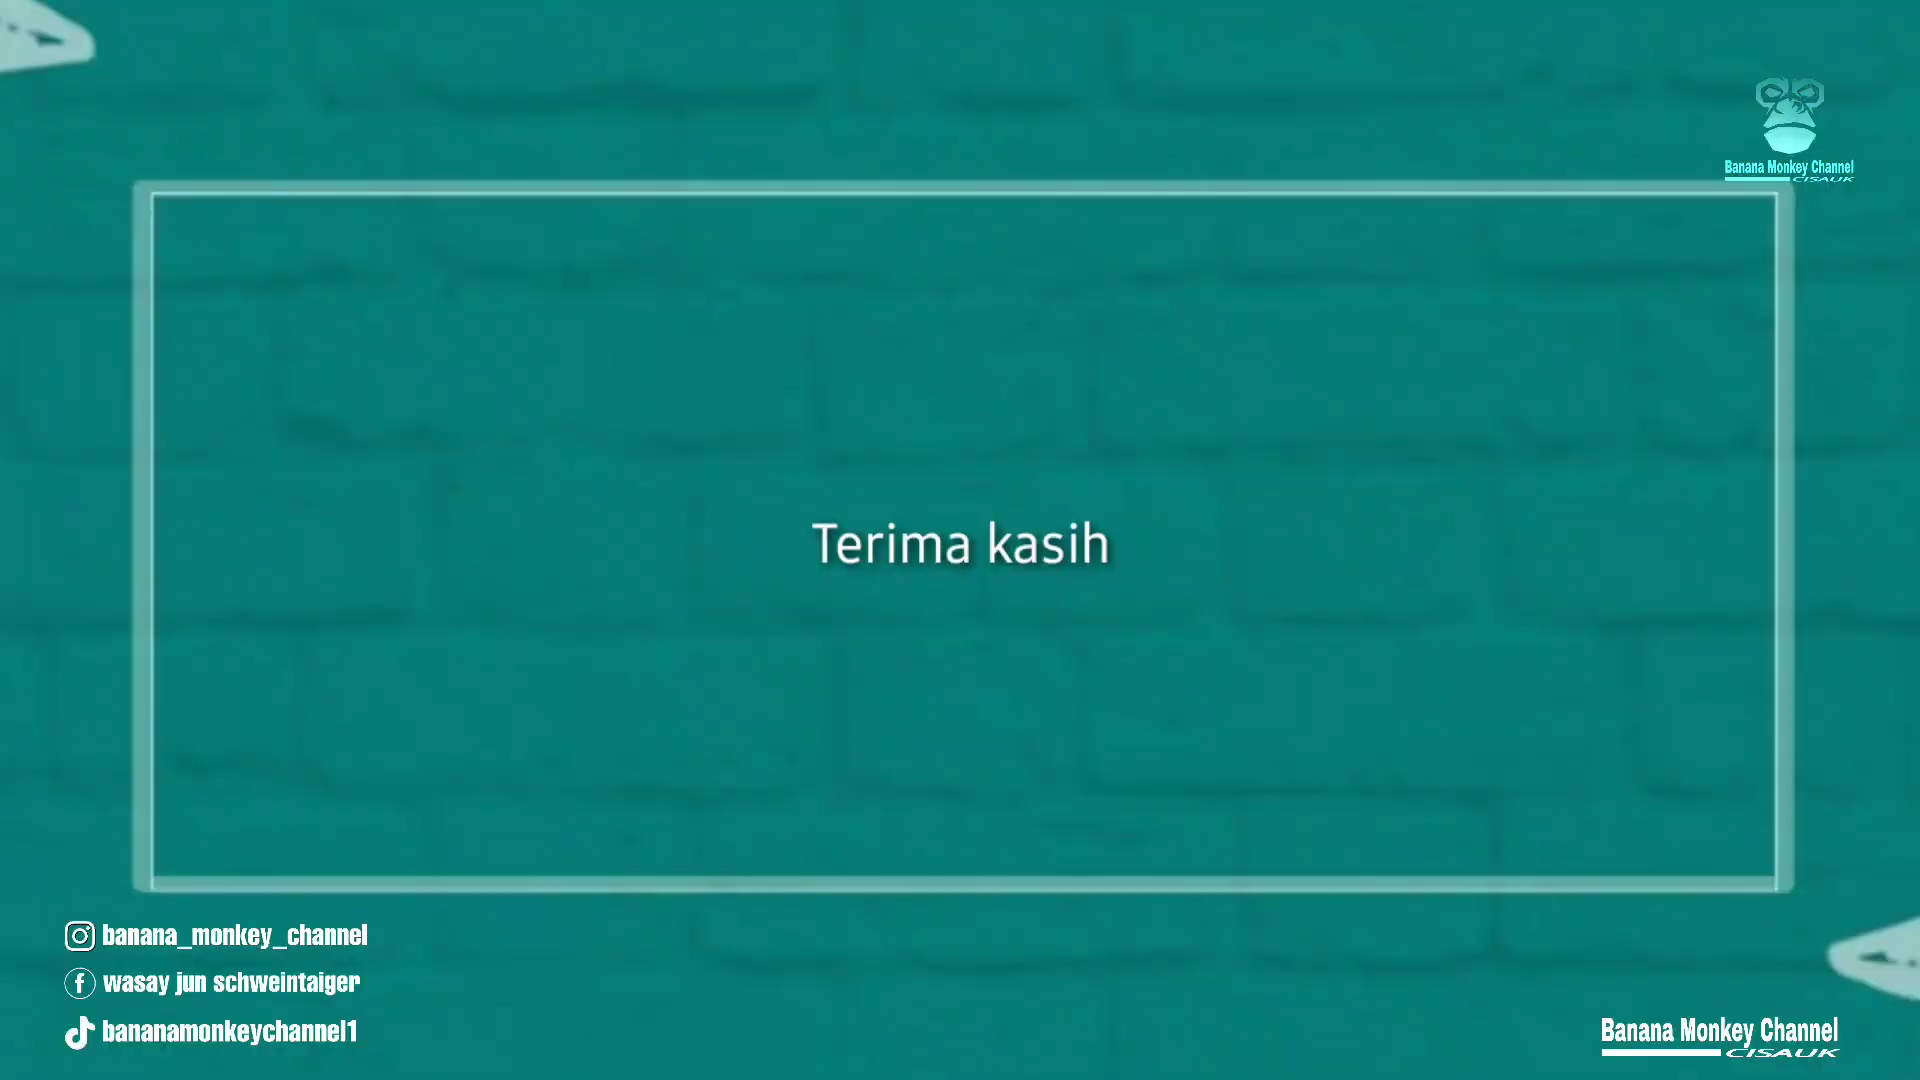 Banana Monkey Channel
CISAUK
Terima kasih
banana_monkey_channel
wasay jun schweintaiger
bananamonkeychannel1
Banana Monkey Channel
CISAUK